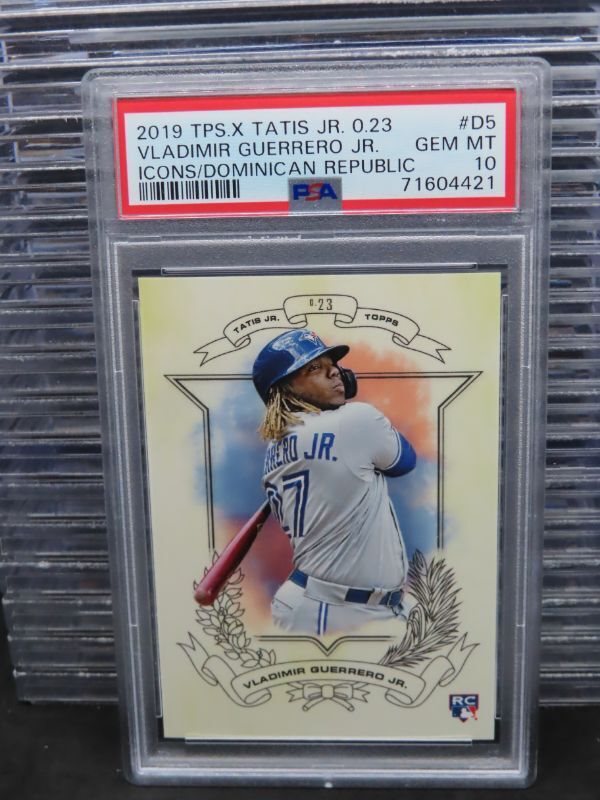 2019 TPS.X TATIS JR. 0.23 #D5
VLADIMIR GUERRERO JR. GEM MT
ICONS/DOMINICAN REPUBLIC 10
PSA 71604421
0.23
TATIS JR. TOPPS
RRERO JR.
27
VLADIMIR GUERRERO JR.
RC